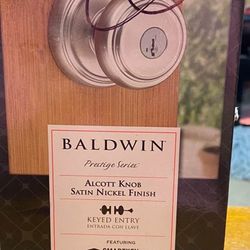 BALDWIN
Prestige Series
ALCOTT KNOB
SATIN NICKEL FINISH
KEYED ENTRY
ENTRADA CON LLAVE
FEATURING